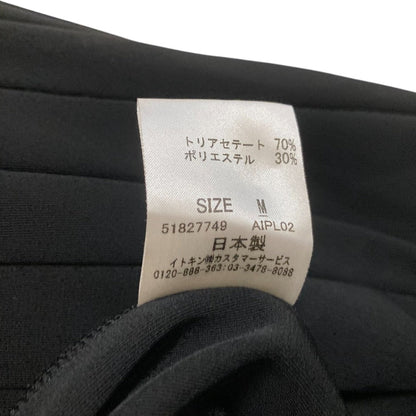 トリアセテート 70%
ポリエステル 30%
SIZE M
51827749 AIPL02
日本製
イトキン㈱カスタマーサービス
0120-888-363:03-3478-8088